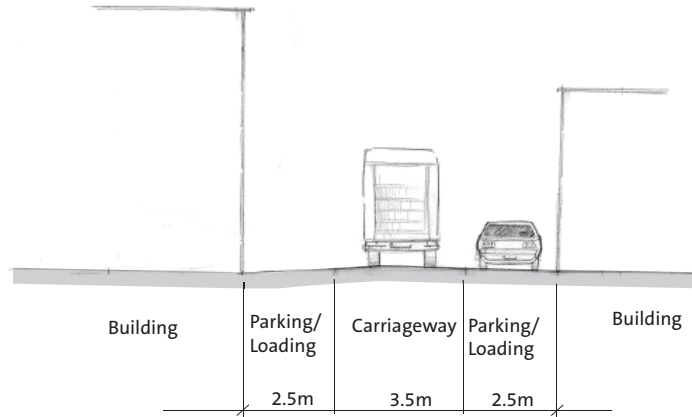 Building
Parking/
Loading
Carriageway
Parking/
Loading
Building
2.5m
3.5m
2.5m